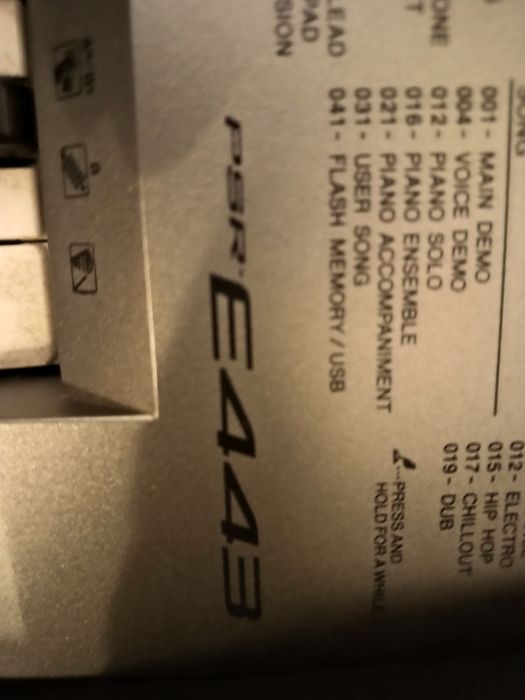 SONG
001 - MAIN DEMO
004 - VOICE DEMO
012 - PIANO SOLO
016 - PIANO ENSEMBLE
021 - PIANO ACCOMPANIMENT
031 - USER SONG
041 - FLASH MEMORY / USB
LEAD
PAD
012 - ELECTRO
015 - HIP HOP
017 - CHILLOUT
019 - DUB
...PRESS AND
HOLD FOR A WHILE
PSR-E443